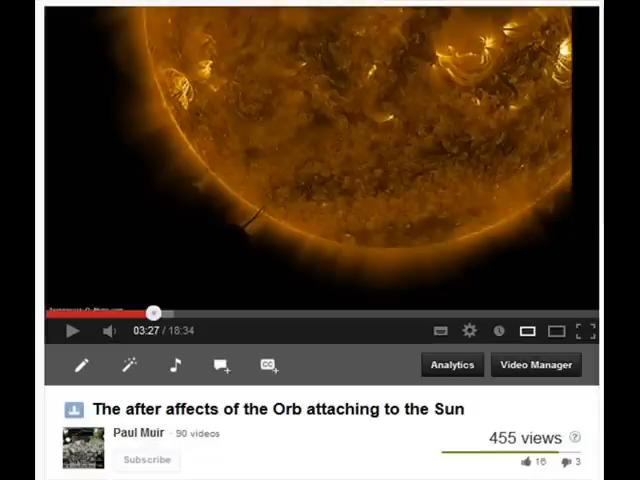 03:27 / 18:34
CC
Analytics
Video Manager
The after affects of the Orb attaching to the Sun
Paul Muir · 90 videos
Subscribe
455 views ?
16 3